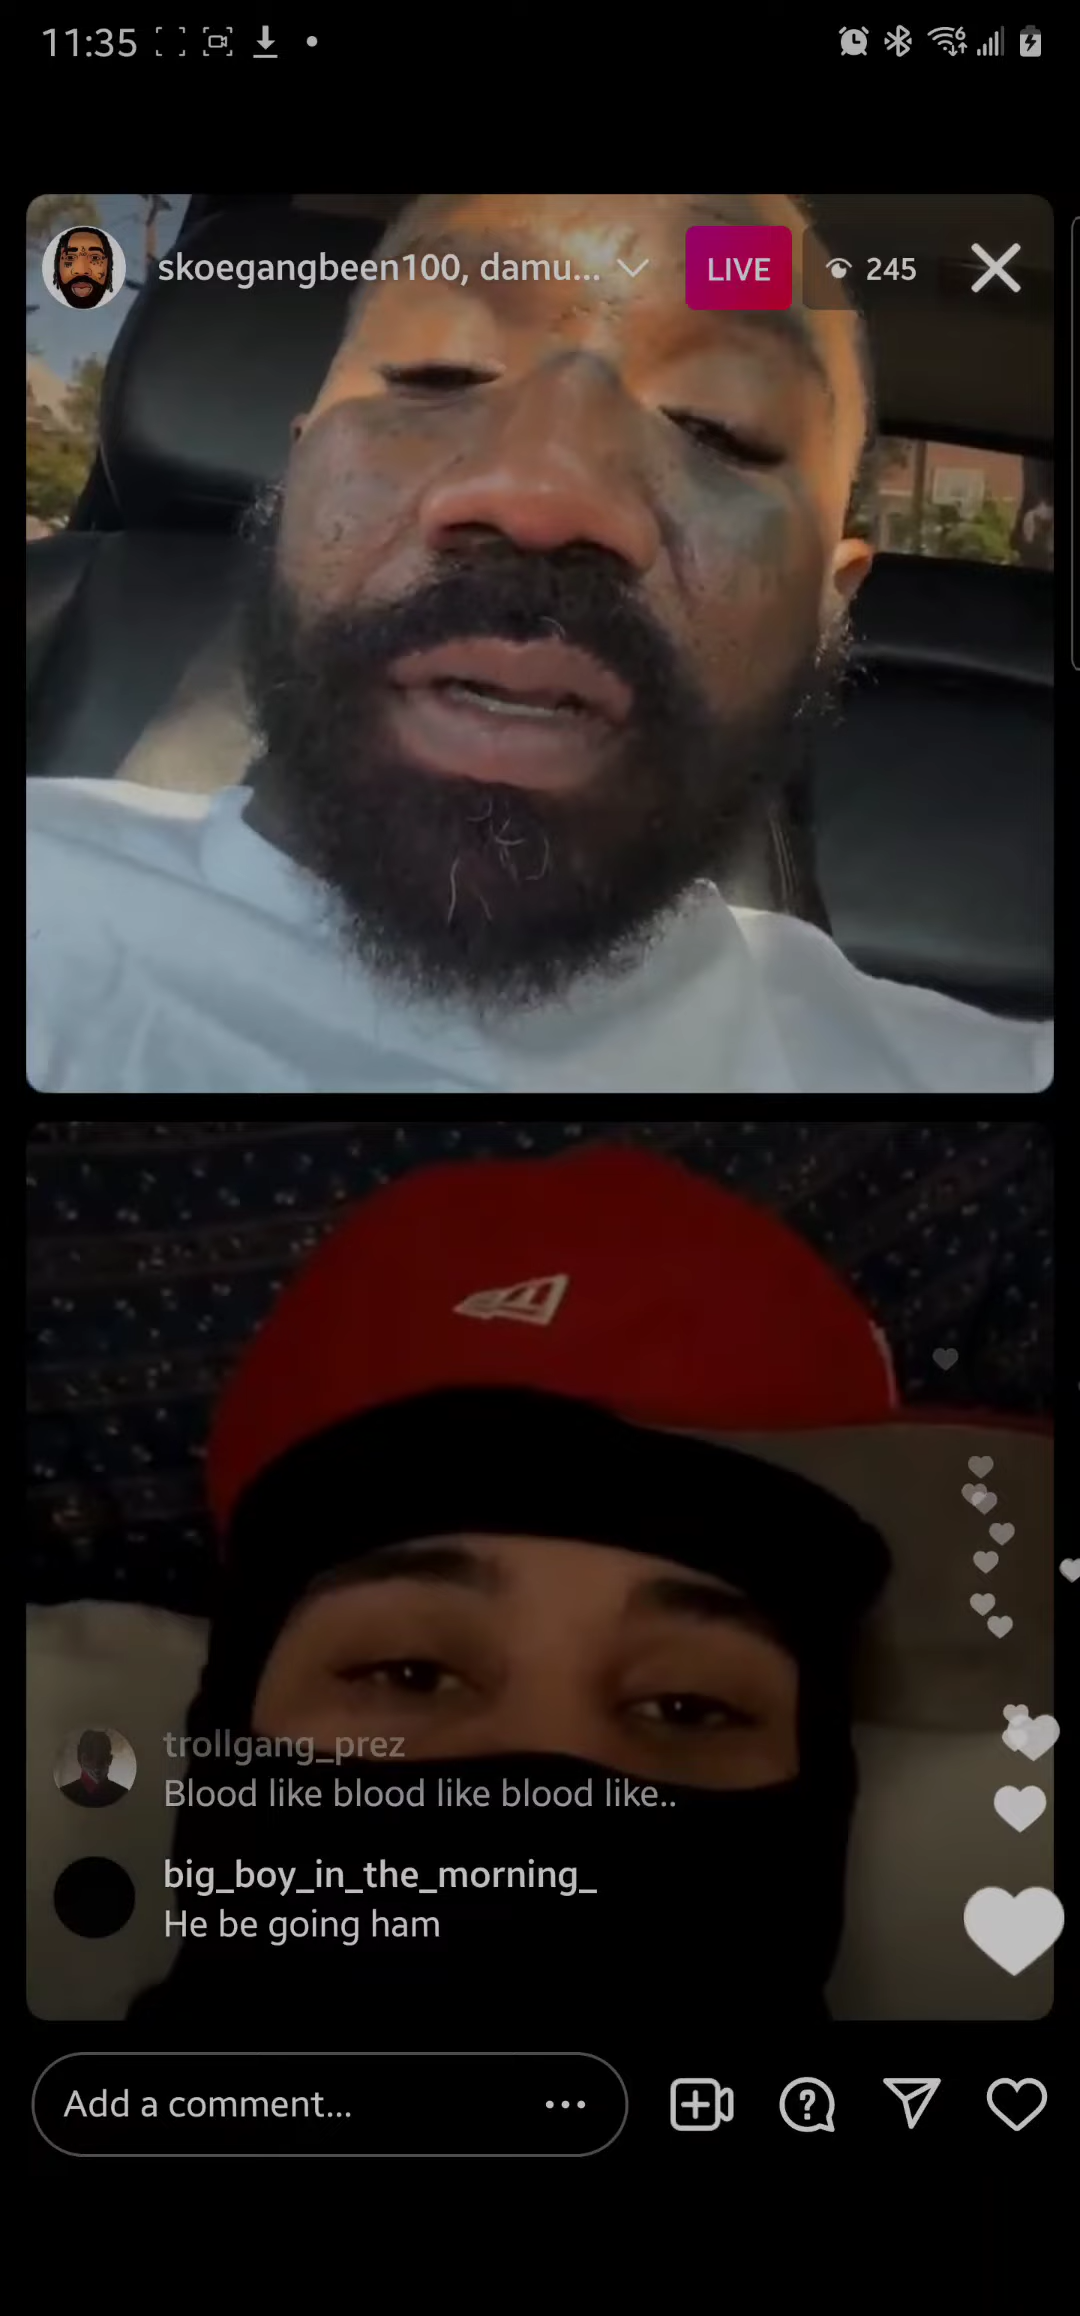 11:35
skoegangbeen100, damu...
LIVE
245
trollgang_prez
Blood like blood like blood like..
big_boy_in_the_morning_
He be going ham
Add a comment...